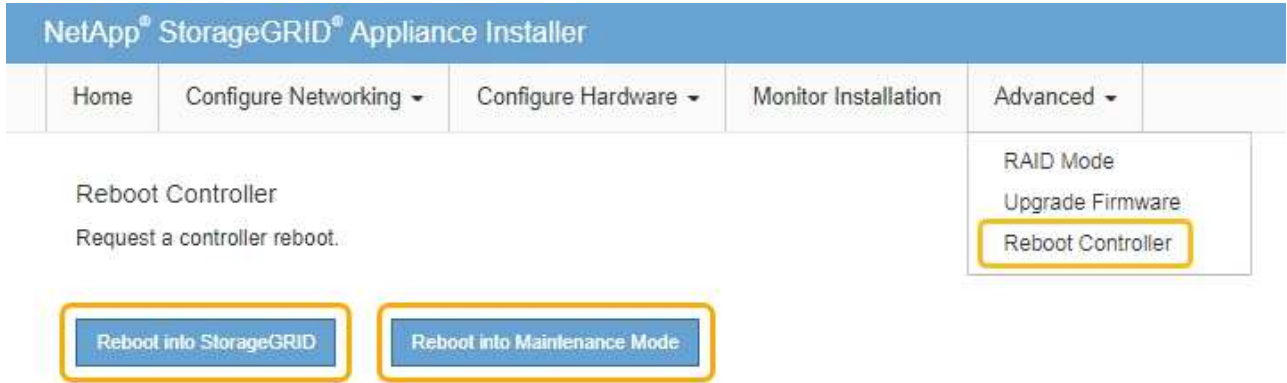 NetApp® StorageGRID® Appliance Installer
Home Configure Networking Configure Hardware Monitor Installation Advanced
RAID Mode
Upgrade Firmware
Reboot Controller
Reboot Controller
Request a controller reboot.
Reboot into StorageGRID Reboot into Maintenance Mode